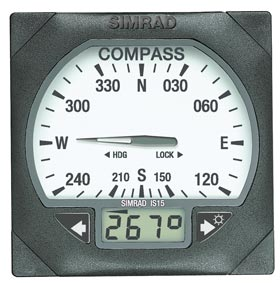 SIMRAD
COMPASS
330 N 030
300 060
W E
◀ HDG LOCK ▶
240 210 S 150 120
SIMRAD IS15
267°